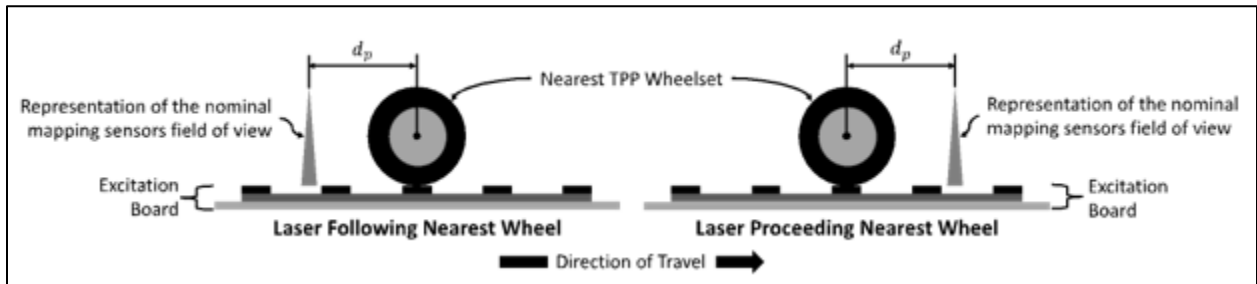 d_p
d_p
Nearest TPP Wheelset
Representation of the nominal
mapping sensors field of view
Representation of the nominal
mapping sensors field of view
Excitation
Board
Excitation
Board
Laser Following Nearest Wheel
Laser Proceeding Nearest Wheel
Direction of Travel